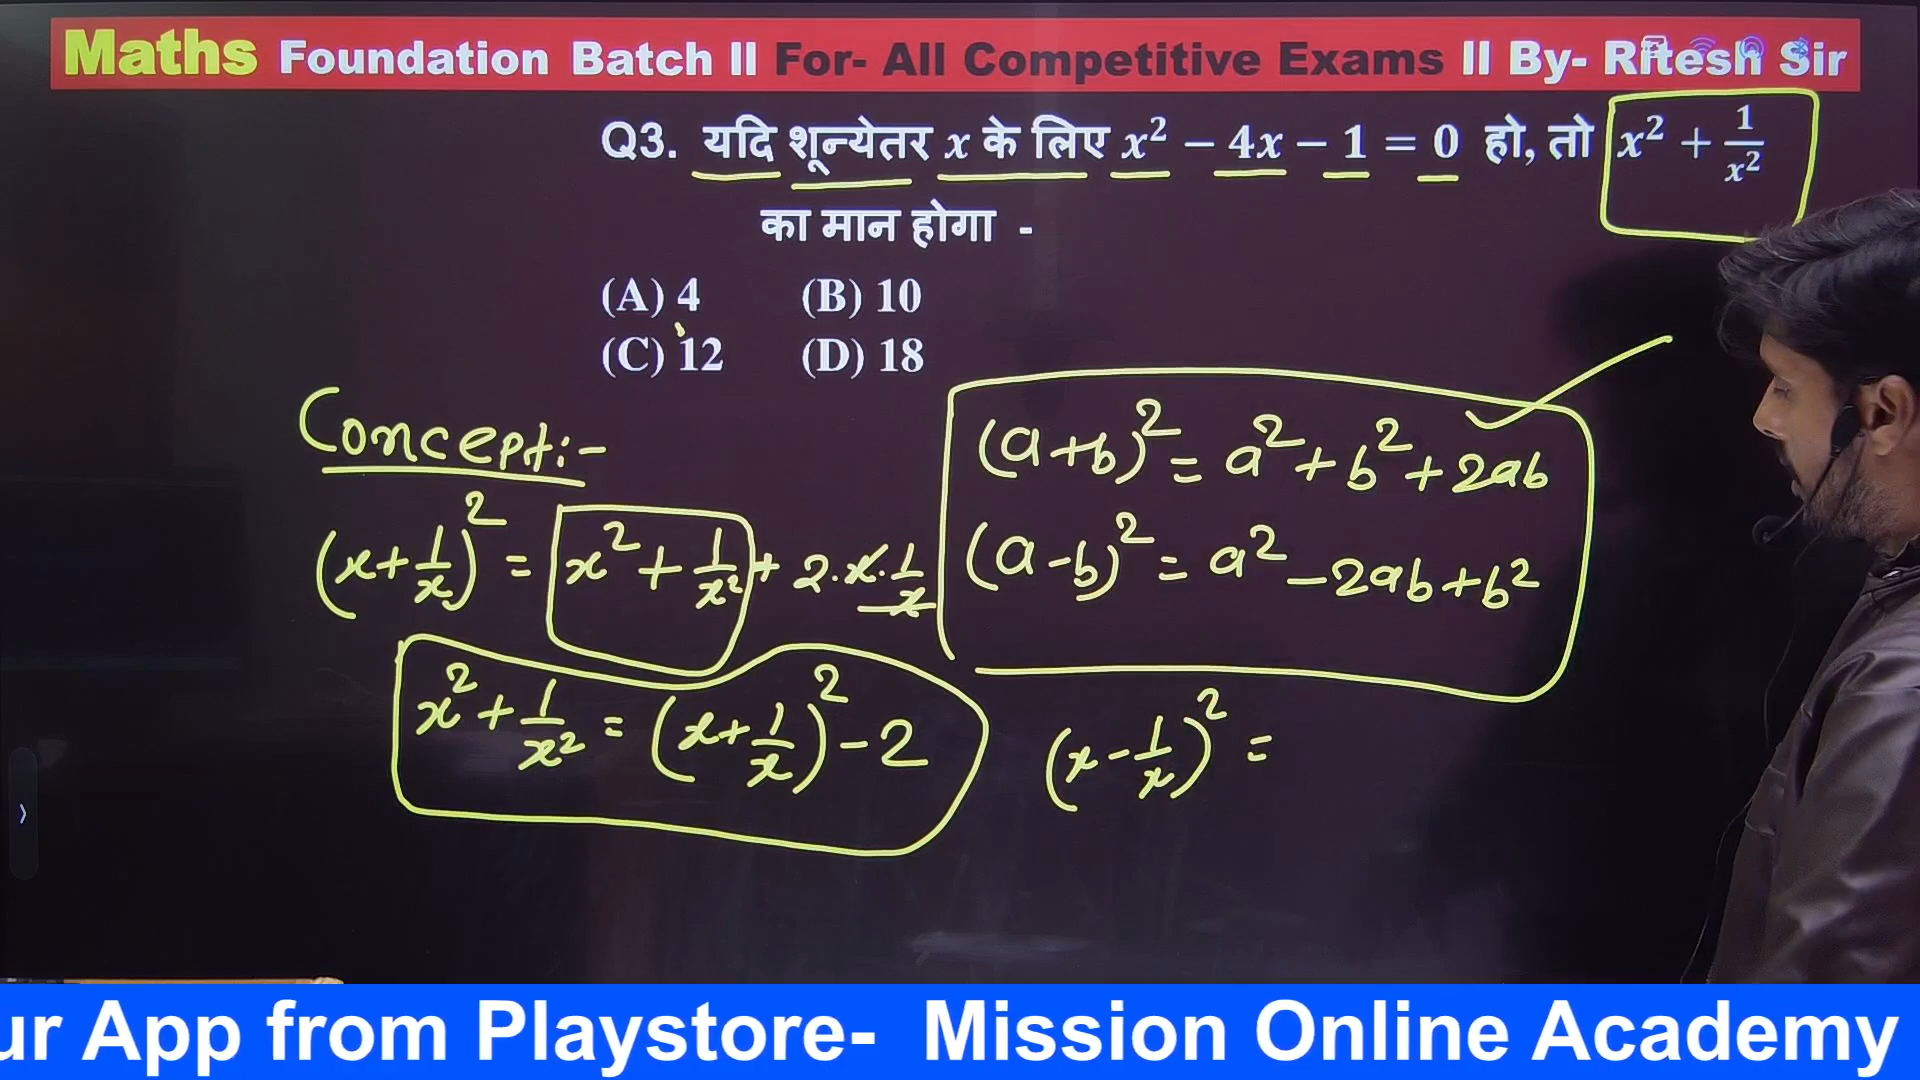 Maths Foundation Batch II For- All Competitive Exams II By- Ritesh Sir
Q3. यदि शून्येतर x के लिए x² − 4x − 1 = 0 हो, तो x² + 1/x²
का मान होगा -
(A) 4 (B) 10
(C) 12 (D) 18
Concept:-
(a+b)² = a² + b² + 2ab
(a-b)² = a² - 2ab + b²
(x+1/x)² = x² + 1/x² + 2.x.1/x
x² + 1/x² = (x+1/x)² - 2
(x-1/x)² =
ur App from Playstore- Mission Online Academy